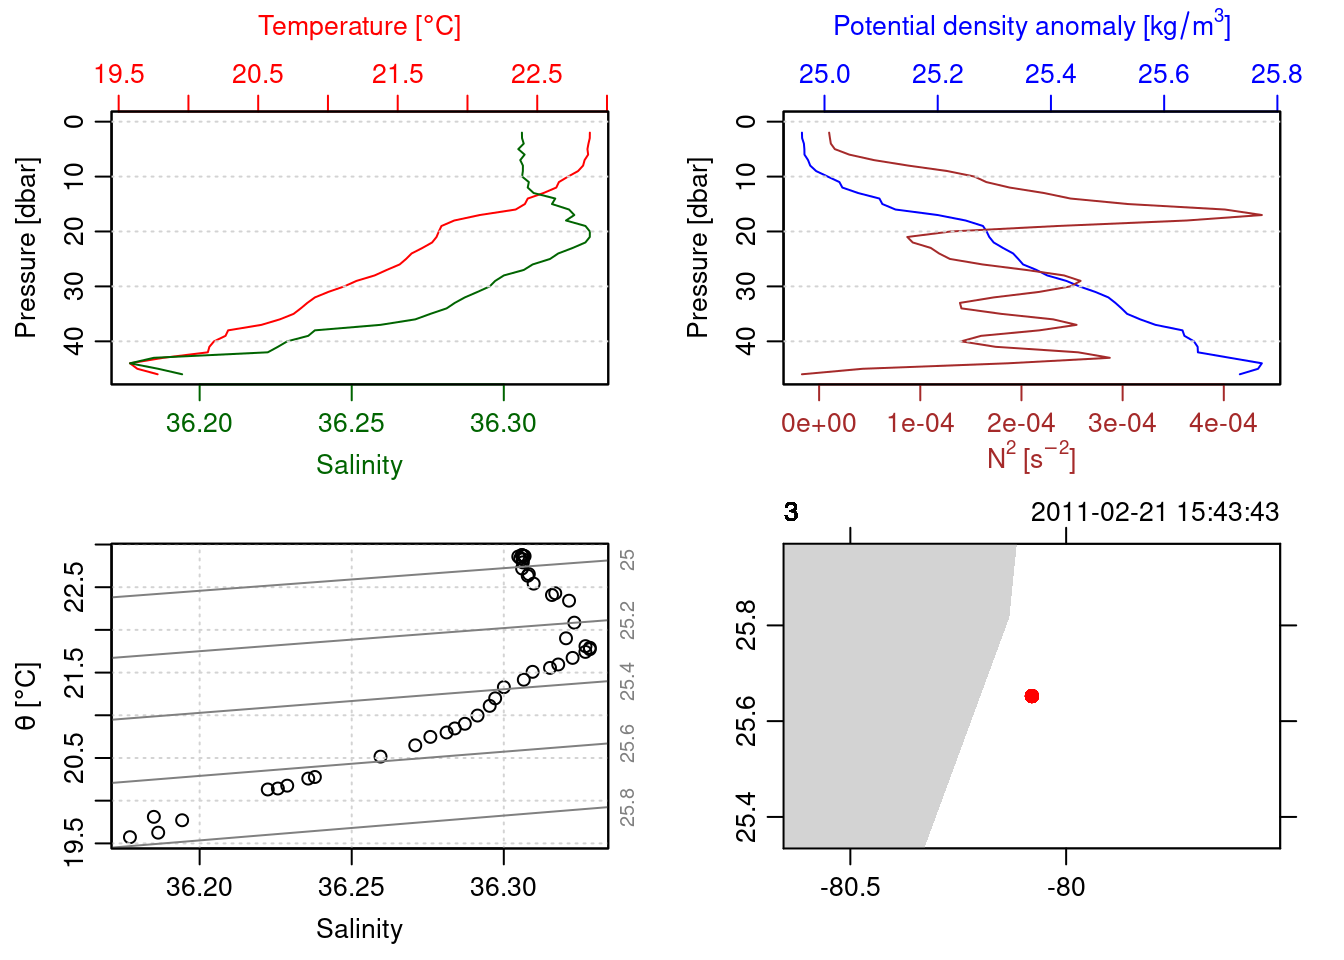 Temperature [°C]
19.5 20.5 21.5 22.5
0
10
20
30
40
Pressure [dbar]
36.20 36.25 36.30
Salinity
Potential density anomaly [kg/m³]
25.0 25.2 25.4 25.6 25.8
0
10
20
30
40
Pressure [dbar]
0e+00 1e-04 2e-04 3e-04 4e-04
N² [s⁻²]
22.5
21.5
20.5
19.5
θ [°C]
25
25.2
25.4
25.6
25.8
36.20 36.25 36.30
Salinity
3 2011-02-21 15:43:43
25.8
25.6
25.4
-80.5 -80